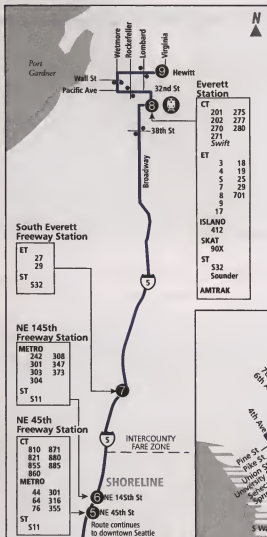 N
Wetmore
Rockefeller
Lombard
Virginia
Port
Gardner
9 Hewitt
Wall St
Pacific Ave
32nd St
8
38th St
Broadway
Everett
Station
CT
201 275
202 277
270 280
271
Swift
ET
3 18
4 19
5 25
7 29
8 701
9
17
ISLAND
412
SKAT
90X
ST
532
Sounder
AMTRAK
South Everett
Freeway Station
ET
27
29
ST
532
5
7
NE 145th
Freeway Station
METRO
242 308
301 347
303 373
304
ST
511
5
INTERCOUNTY
FARE ZONE
NE 45th
Freeway Station
CT
810 871
821 880
855 885
860
METRO
44 301
64 316
76 355
ST
511
SHORELINE
6 NE 145th St
5 NE 45th St
Route continues
to downtown Seattle
6th
4th Ave
Pine St
Pike St
Union St
University
Senec